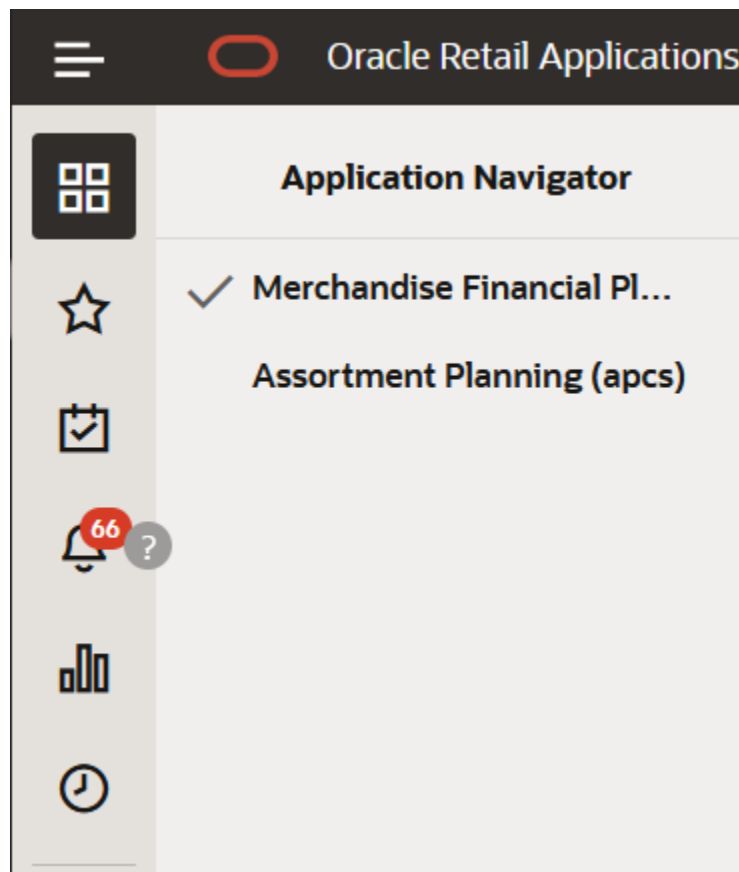 Oracle Retail Applications
Application Navigator
Merchandise Financial Pl...
Assortment Planning (apcs)
66
?